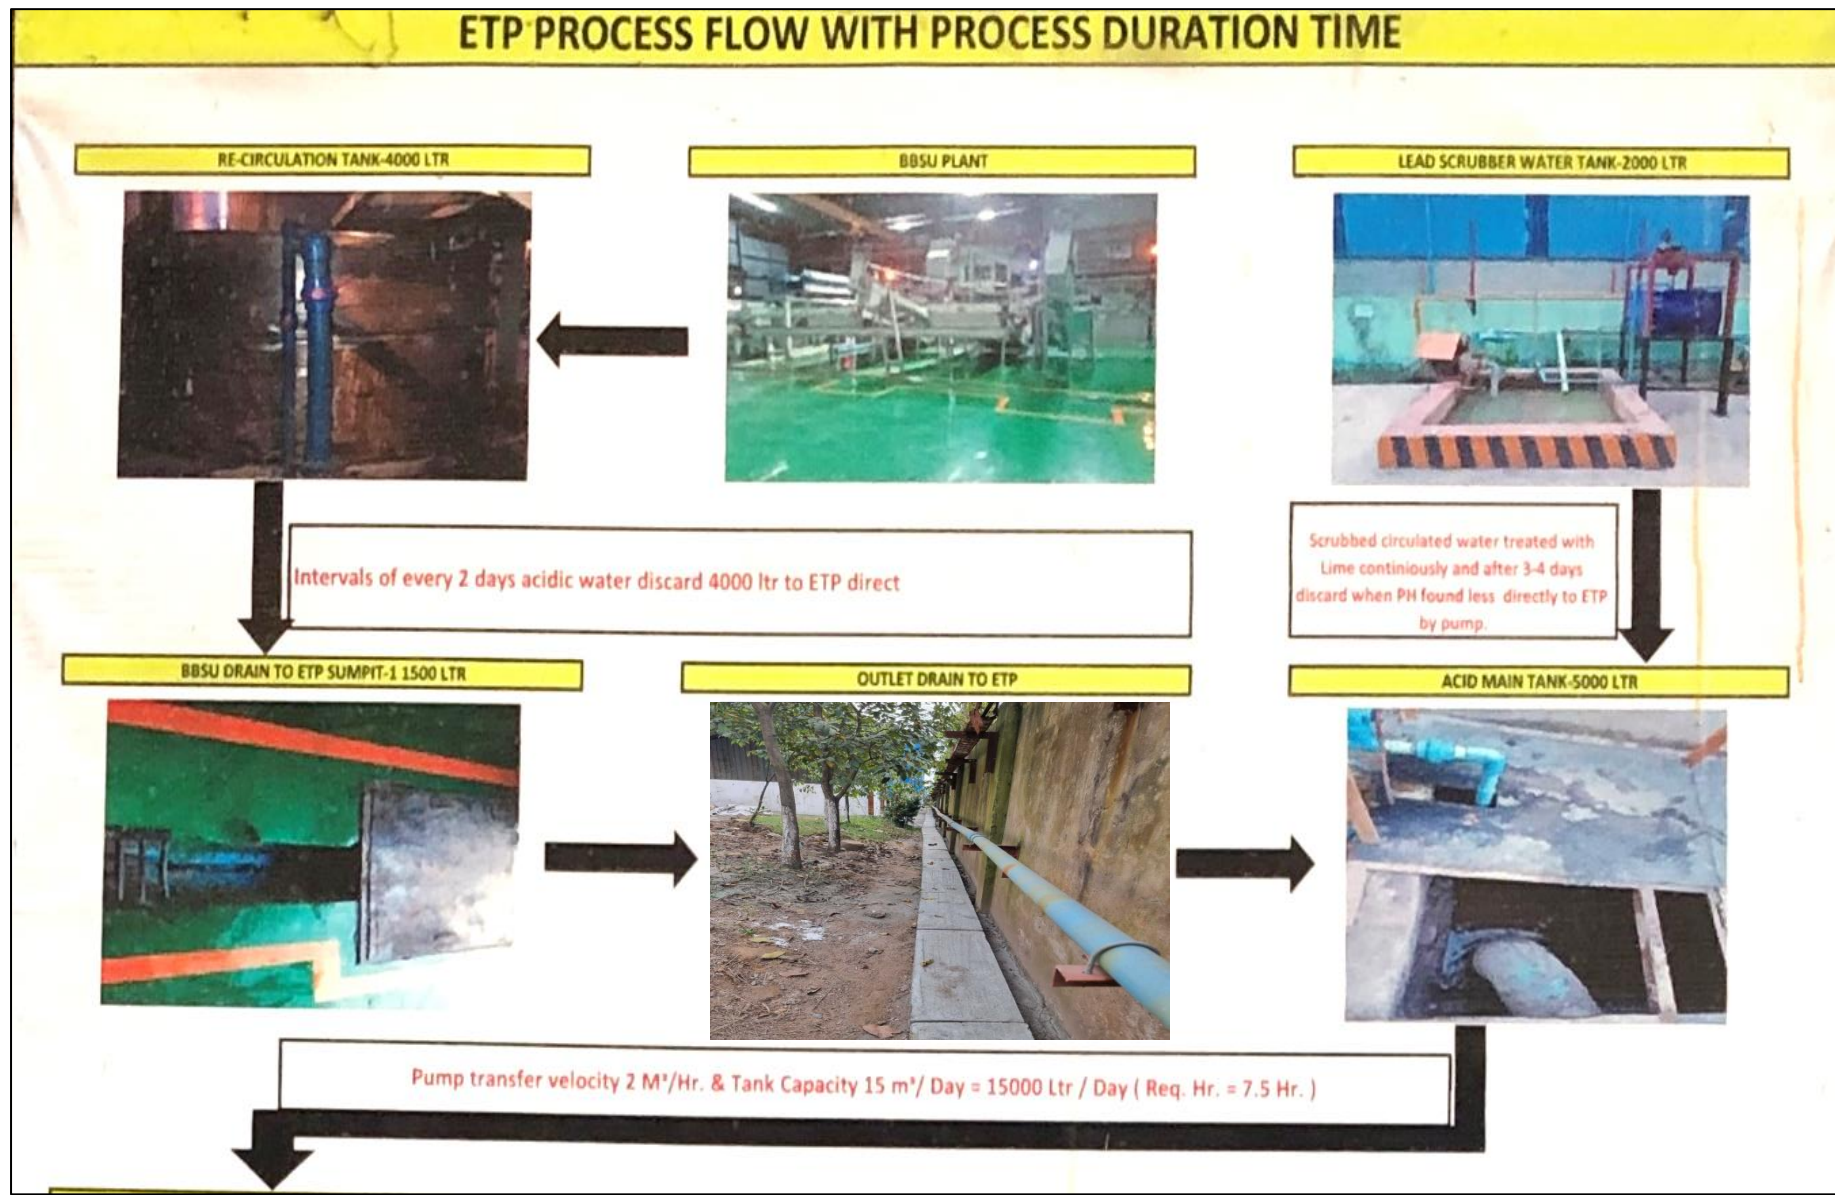 ETP PROCESS FLOW WITH PROCESS DURATION TIME
RE-CIRCULATION TANK-4000 LTR
BBSU PLANT
LEAD SCRUBBER WATER TANK-2000 LTR
Intervals of every 2 days acidic water discard 4000 ltr to ETP direct
Scrubbed circulated water treated with
Lime continiously and after 3-4 days
discard when PH found less directly to ETP
by pump.
BBSU DRAIN TO ETP SUMPIT-1 1500 LTR
OUTLET DRAIN TO ETP
ACID MAIN TANK-5000 LTR
Pump transfer velocity 2 M³/Hr. & Tank Capacity 15 m³/ Day = 15000 Ltr / Day ( Req. Hr. = 7.5 Hr. )